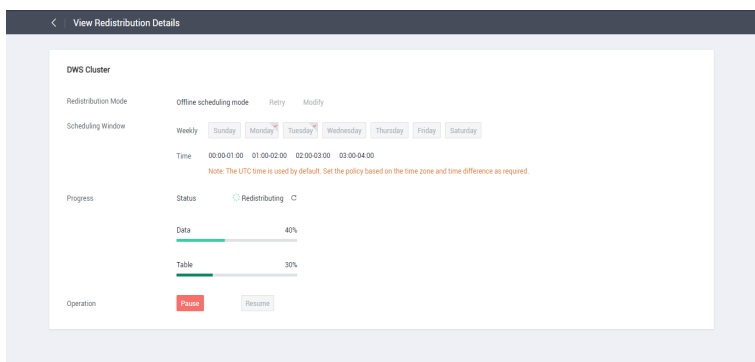 View Redistribution Details
DWS Cluster
Redistribution Mode Offline scheduling mode Retry Modify
Scheduling Window Weekly Sunday Monday Tuesday Wednesday Thursday Friday Saturday
Time 00:00-01:00 01:00-02:00 02:00-03:00 03:00-04:00
Note: The UTC time is used by default. Set the policy based on the time zone and time difference as required.
Progress Status Redistributing
Data 40%
Table 30%
Operation Pause Resume